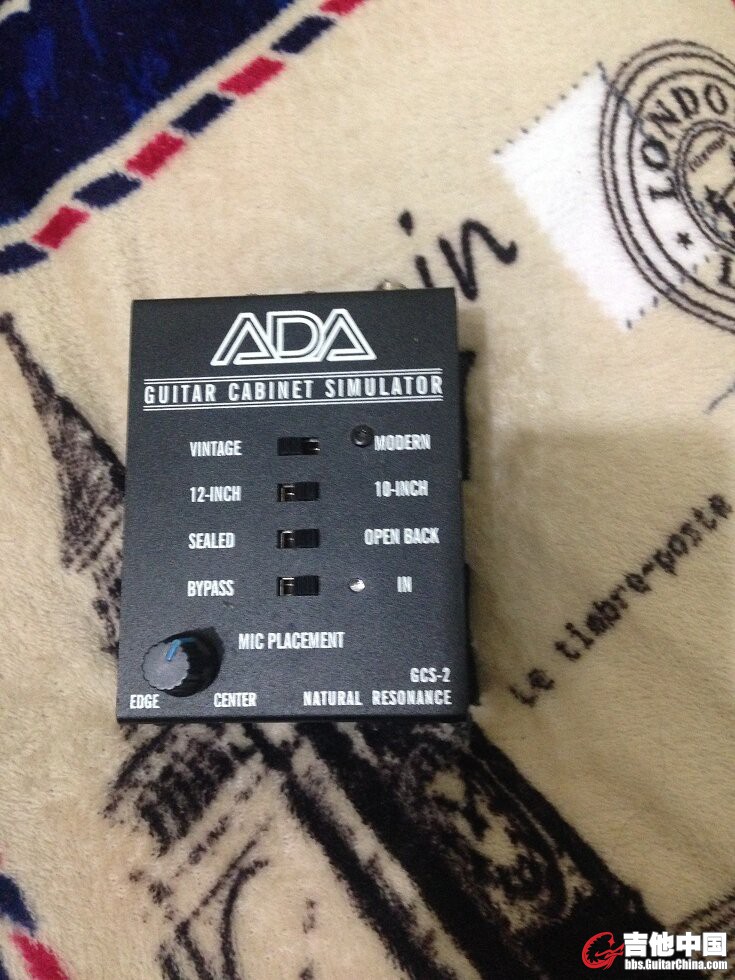 LONDON
in
ADA
GUITAR CABINET SIMULATOR
VINTAGE MODERN
12-INCH 10-INCH
SEALED OPEN BACK
BYPASS IN
MIC PLACEMENT
EDGE CENTER
GCS-2
NATURAL RESONANCE
Le timbre-poste
吉他中国
bbs.GuitarChina.com